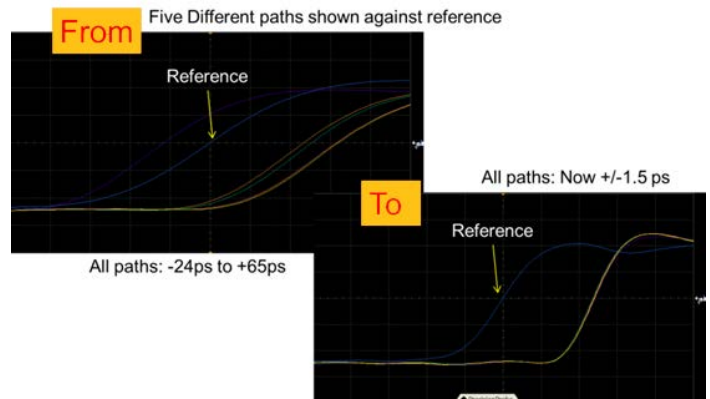 Five Different paths shown against reference
From
Reference
All paths: Now +/-1.5 ps
To
Reference
All paths: -24ps to +65ps